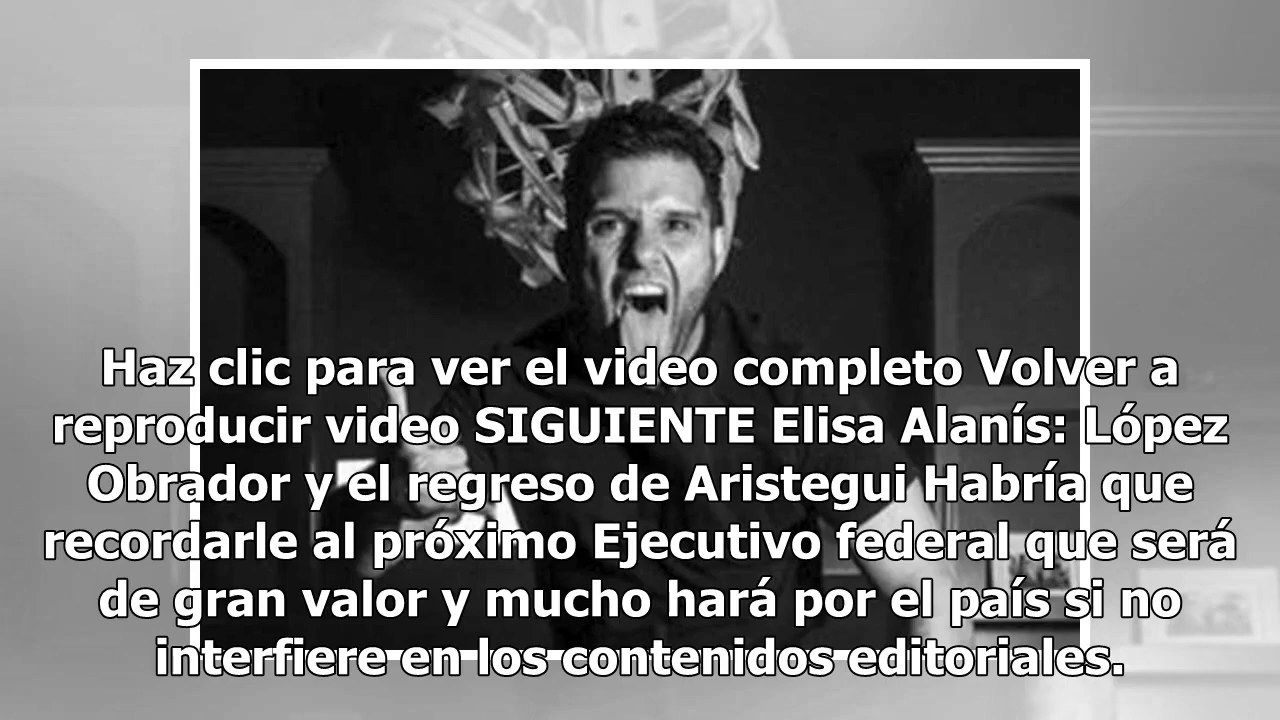 Haz clic para ver el video completo Volver a
reproducir video SIGUIENTE Elisa Alanís: López
Obrador y el regreso de Aristegui Habría que
recordarle al próximo Ejecutivo federal que será
de gran valor y mucho hará por el país si no
interfiere en los contenidos editoriales.